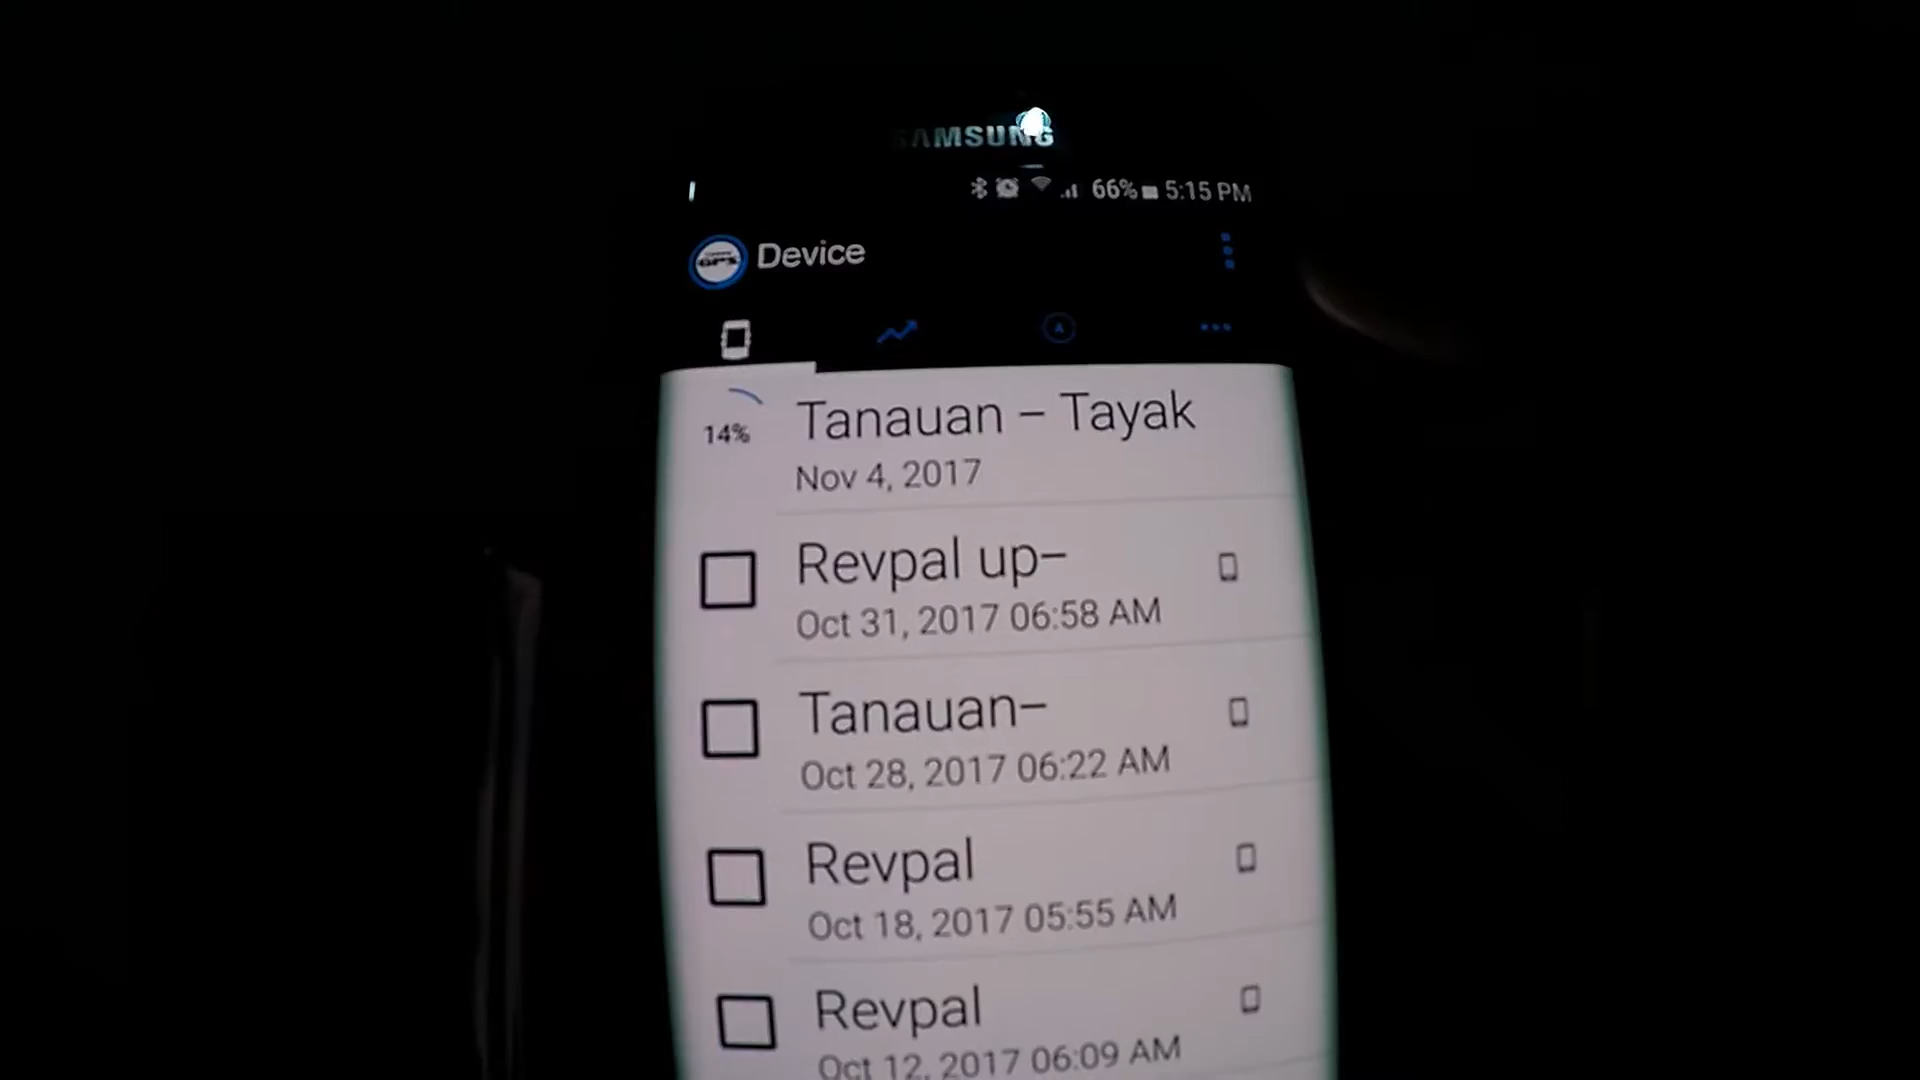 SAMSUNG
66% 5:15 PM
GPS
Device
A
14%
Tanauan – Tayak
Nov 4, 2017
Revpal up–
Oct 31, 2017 06:58 AM
Tanauan–
Oct 28, 2017 06:22 AM
Revpal
Oct 18, 2017 05:55 AM
Revpal
Oct 12, 2017 06:09 AM